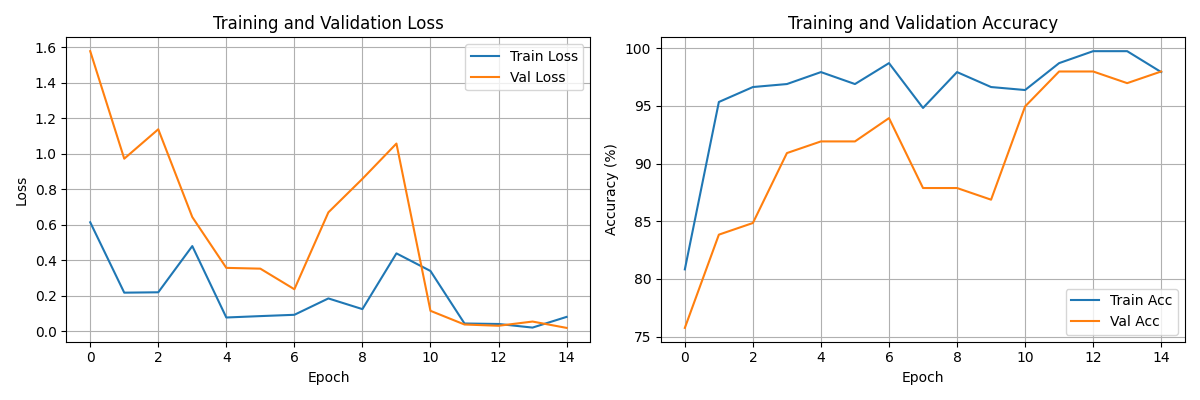 Training and Validation Loss
1.6
1.4
1.2
1.0
0.8
0.6
0.4
0.2
0.0
Loss
Train Loss
Val Loss
0 2 4 6 8 10 12 14
Epoch
Training and Validation Accuracy
100
95
90
85
80
75
Accuracy (%)
Train Acc
Val Acc
0 2 4 6 8 10 12 14
Epoch